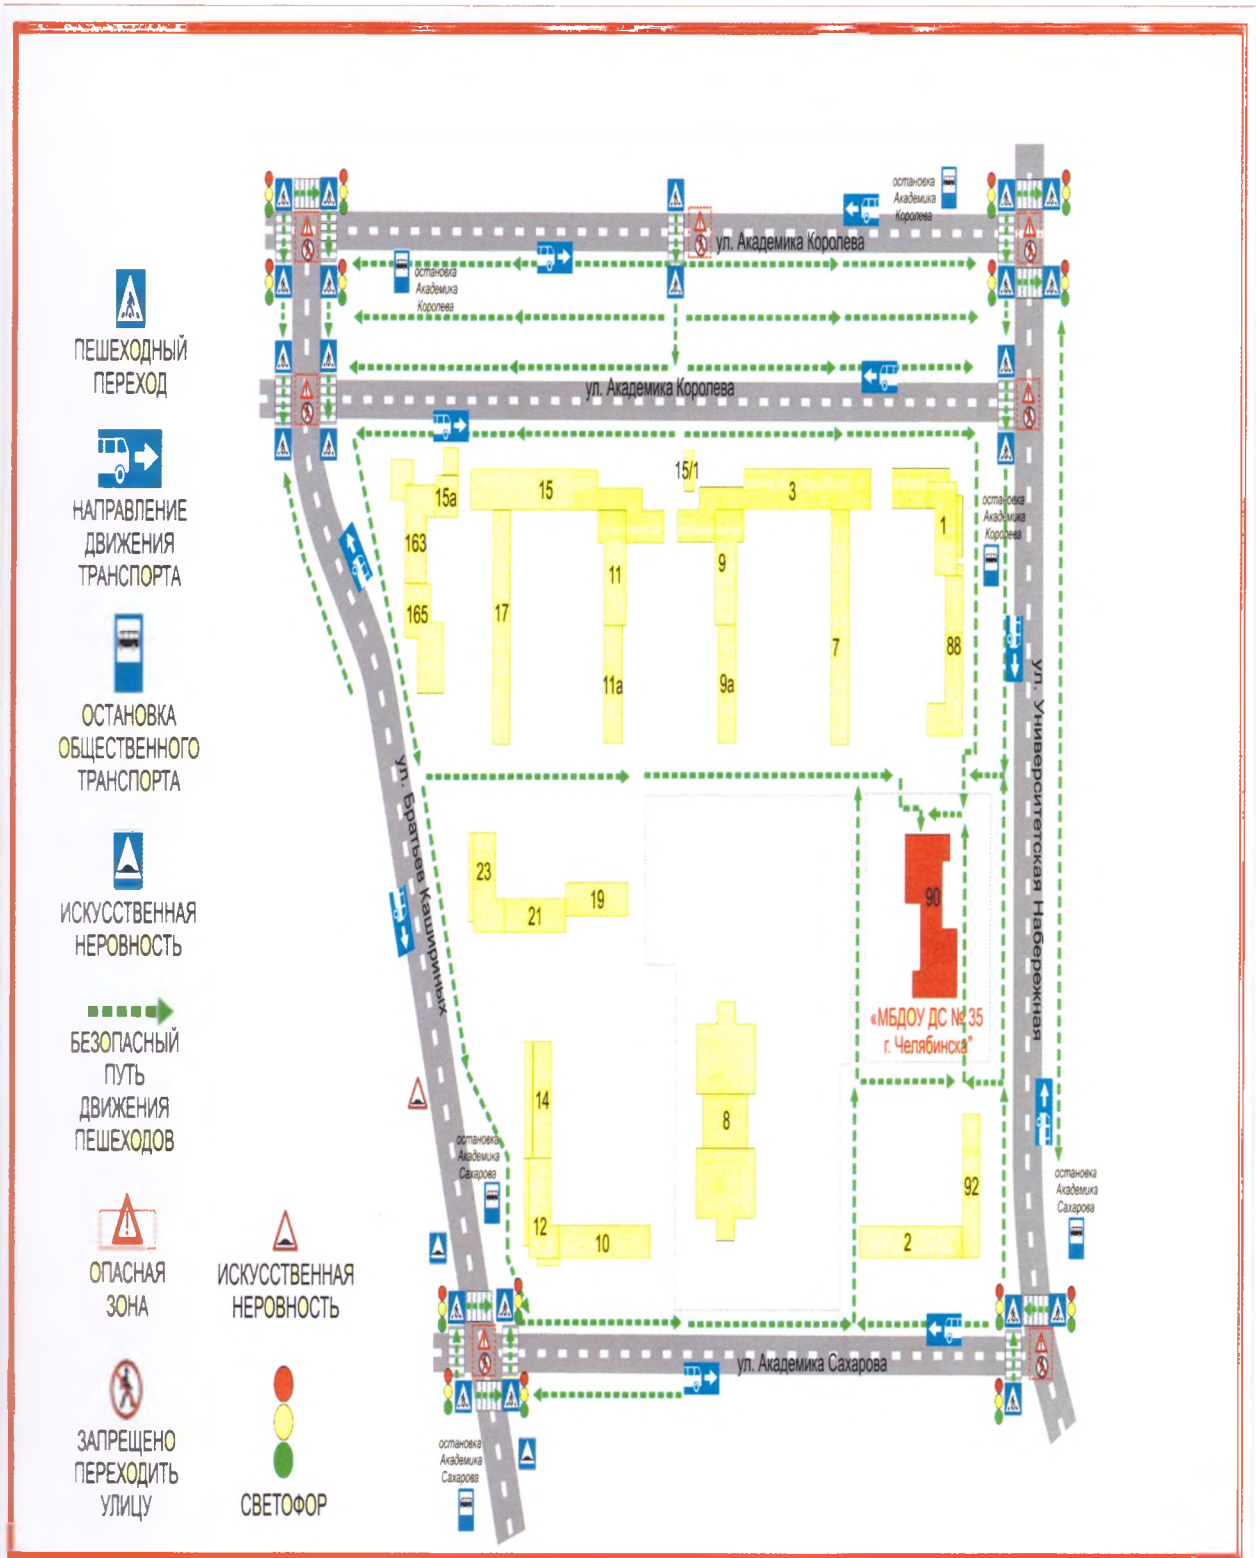 ПЕШЕХОДНЫЙ
ПЕРЕХОД
НАПРАВЛЕНИЕ
ДВИЖЕНИЯ
ТРАНСПОРТА
ОСТАНОВКА
ОБЩЕСТВЕННОГО
ТРАНСПОРТА
ИСКУССТВЕННАЯ
НЕРОВНОСТЬ
БЕЗОПАСНЫЙ
ПУТЬ
ДВИЖЕНИЯ
ПЕШЕХОДОВ
ОПАСНАЯ
ЗОНА
ЗАПРЕЩЕНО
ПЕРЕХОДИТЬ
УЛИЦУ
ИСКУССТВЕННАЯ
НЕРОВНОСТЬ
СВЕТОФОР
остановка
Академика
Королева
ул. Академика Королева
остановка
Академика
Королева
ул. Академика Королева
15/1
15а
15
3
1
остановка
Академика
Королева
163
11
9
165
17
7
88
11а
9а
ул. Университетская Набережная
ул. Братьев Кашириных
23
19
21
90
«МБДОУ ДС № 35
г. Челябинска"
14
8
остановка
Академика
Сахарова
92
остановка
Академика
Сахарова
12
10
2
ул. Академика Сахарова
остановка
Академика
Сахарова